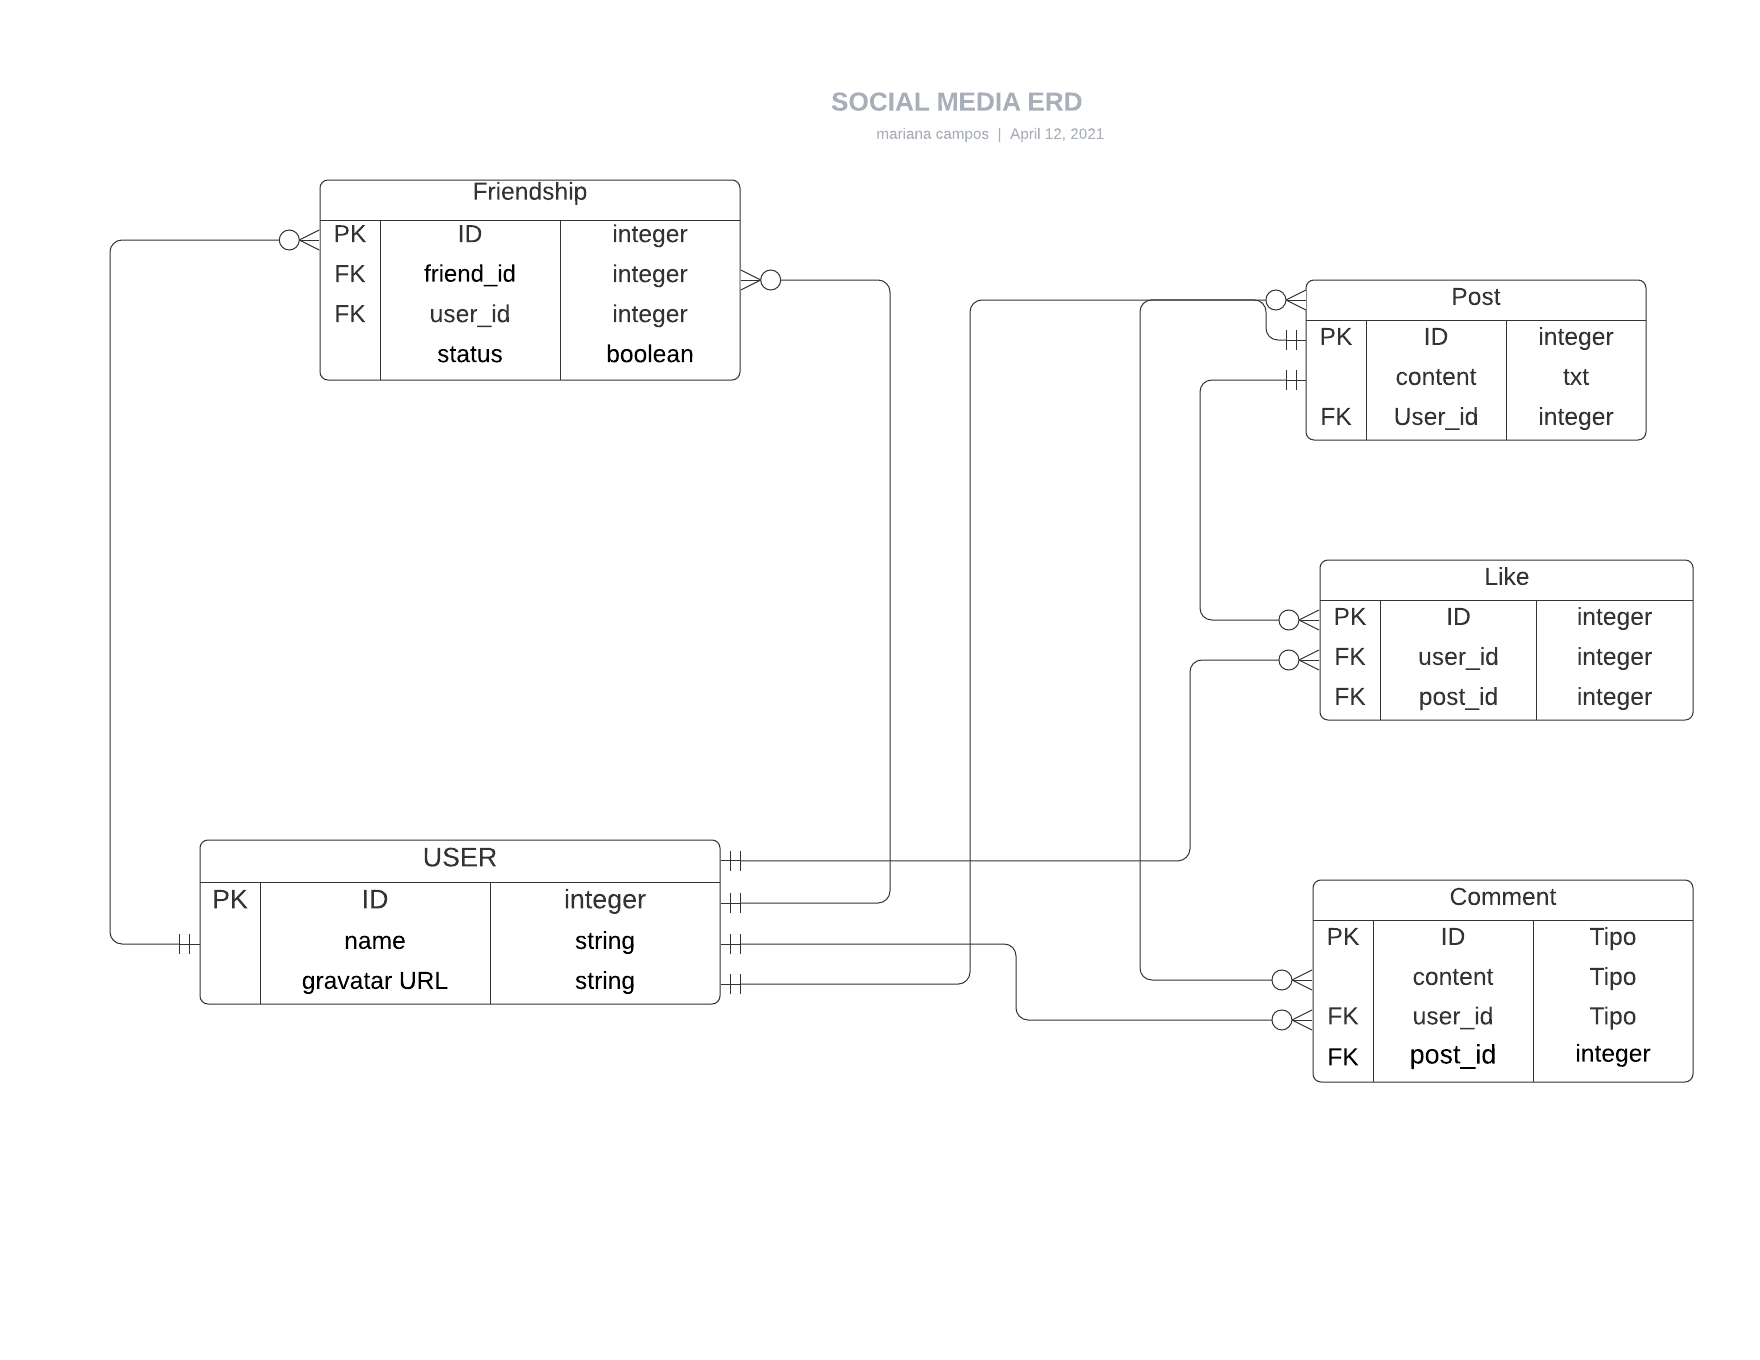 SOCIAL MEDIA ERD
mariana campos | April 12, 2021
Friendship
PK ID integer
FK friend_id integer
FK user_id integer
status boolean
Post
PK ID integer
content txt
FK User_id integer
Like
PK ID integer
FK user_id integer
FK post_id integer
USER
PK ID integer
name string
gravatar URL string
Comment
PK ID Tipo
content Tipo
FK user_id Tipo
FK post_id integer